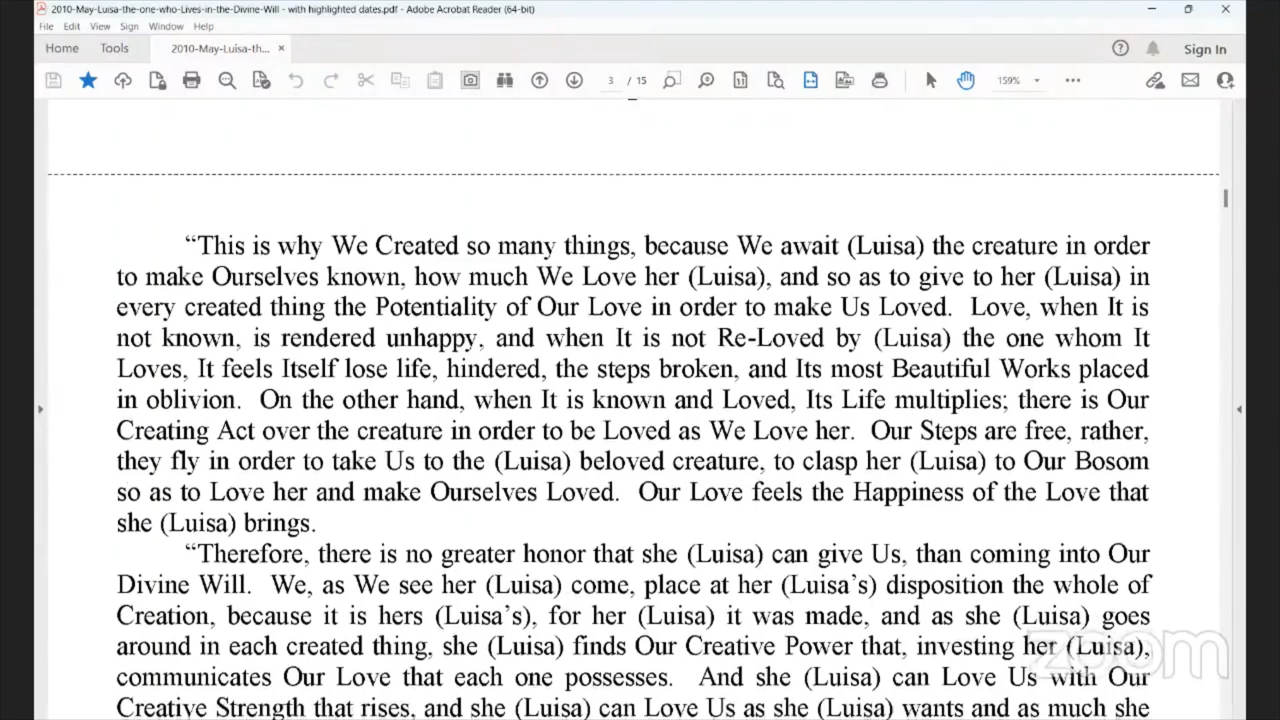 2010-May-Luisa-the-one-who-Lives-in-the-Divine-Will - with highlighted dates.pdf - Adobe Acrobat Reader (64-bit)
File Edit View Sign Window Help
Home Tools 2010-May-Luisa-th... × Sign In
3 / 15 159%
“This is why We Created so many things, because We await (Luisa) the creature in order
to make Ourselves known, how much We Love her (Luisa), and so as to give to her (Luisa) in
every created thing the Potentiality of Our Love in order to make Us Loved. Love, when It is
not known, is rendered unhappy, and when It is not Re-Loved by (Luisa) the one whom It
Loves, It feels Itself lose life, hindered, the steps broken, and Its most Beautiful Works placed
in oblivion. On the other hand, when It is known and Loved, Its Life multiplies; there is Our
Creating Act over the creature in order to be Loved as We Love her. Our Steps are free, rather,
they fly in order to take Us to the (Luisa) beloved creature, to clasp her (Luisa) to Our Bosom
so as to Love her and make Ourselves Loved. Our Love feels the Happiness of the Love that
she (Luisa) brings.
“Therefore, there is no greater honor that she (Luisa) can give Us, than coming into Our
Divine Will. We, as We see her (Luisa) come, place at her (Luisa’s) disposition the whole of
Creation, because it is hers (Luisa’s), for her (Luisa) it was made, and as she (Luisa) goes
around in each created thing, she (Luisa) finds Our Creative Power that, investing her (Luisa),
communicates Our Love that each one possesses. And she (Luisa) can Love Us with Our
Creative Strength that rises, and she (Luisa) can Love Us as she (Luisa) wants and as much she
zoom